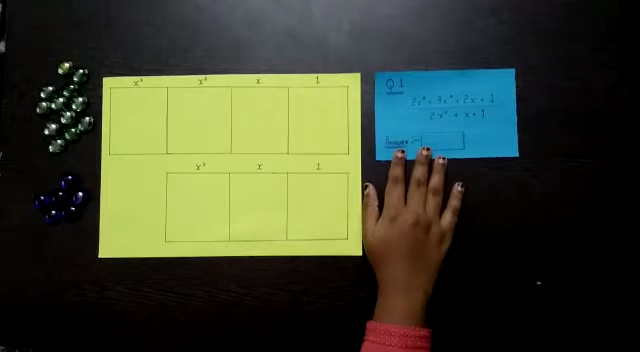 x³ x² x 1
x² x 1
Q.1
2x³ + 3x² + 2x + 1
2x² + x + 1
Answer :-